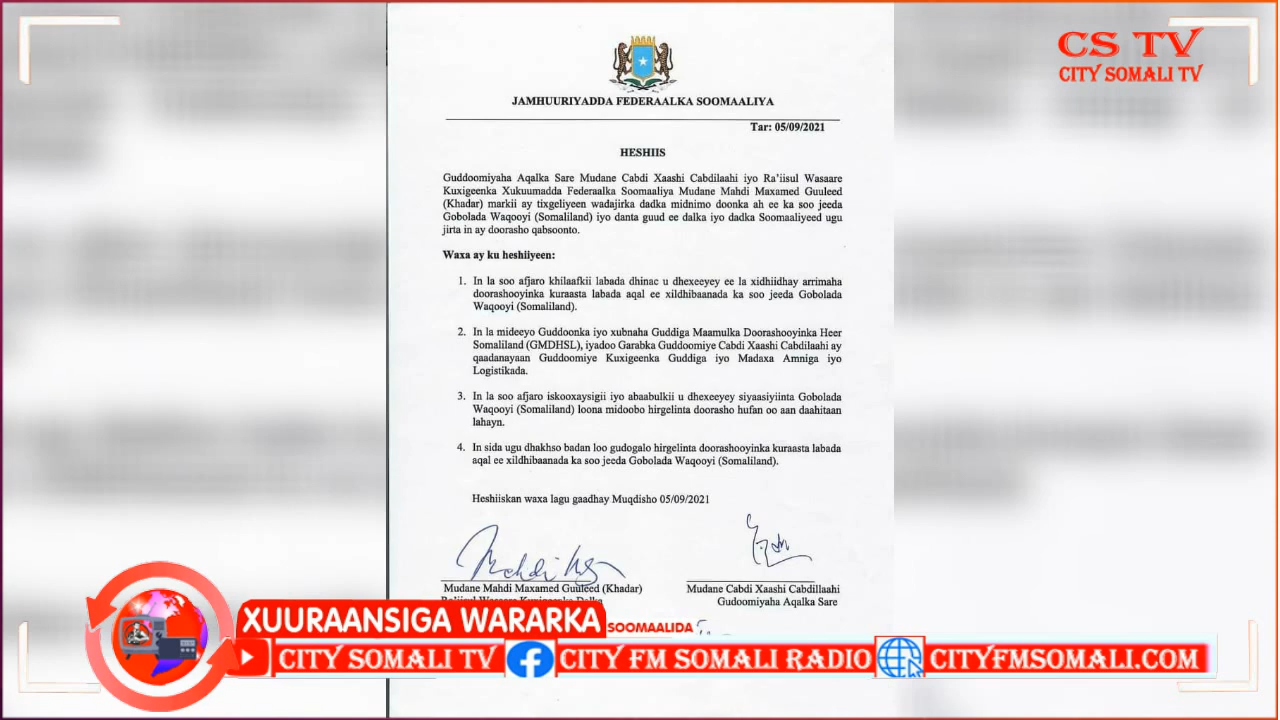 CS TV
CITY SOMALI TV
JAMHUURIYADDA FEDERAALKA SOOMAALIYA
Tar: 05/09/2021
HESHIIS
Guddoomiyaha Aqalka Sare Mudane Cabdi Xaashi Cabdilaahi iyo Ra'iisul Wasaare
Kuxigeenka Xukuumadda Federaalka Soomaaliya Mudane Mahdi Maxamed Guuleed
(Khadar) markii ay tixgeliyeen wadajirka dadka midnimo doonka ah ee ka soo jeeda
Gobolada Waqooyi (Somaliland) iyo danta guud ee dalka iyo dadka Soomaaliyeed ugu
jirta in ay doorasho qabsoonto.
Waxa ay ku heshiiyeen:
1. In la soo afjaro khilaafkii labada dhinac u dhexeeyey ee la xidhiidhay arrimaha
doorashooyinka kuraasta labada aqal ee xildhibaanada ka soo jeeda Gobolada
Waqooyi (Somaliland).
2. In la mideeyo Guddoonka iyo xubnaha Guddiga Maamulka Doorashooyinka Heer
Somaliland (GMDHSL), iyadoo Garabka Guddoomiye Cabdi Xaashi Cabdilaahi ay
qaadanayaan Guddoomiye Kuxigeenka Guddiga iyo Madaxa Amniga iyo
Logistikada.
3. In la soo afjaro iskooxaysigii iyo abaabulkii u dhexeeyey siyaasiyiinta Gobolada
Waqooyi (Somaliland) loona midoobo hirgelinta doorasho hufan oo aan daahitaan
lahayn.
4. In sida ugu dhakhso badan loo gudogalo hirgelinta doorashooyinka kuraasta labada
aqal ee xildhibaanada ka soo jeeda Gobolada Waqooyi (Somaliland).
Heshiiskan waxa lagu gaadhay Muqdisho 05/09/2021
Mudane Mahdi Maxamed Guuleed (Khadar)
Mudane Cabdi Xaashi Cabdillaahi
Gudoomiyaha Aqalka Sare
XUURAANSIGA WARARKA
SOOMAALIDA
CITY SOMALI TV
CITY FM SOMALI RADIO
CITYFMSOMALI.COM